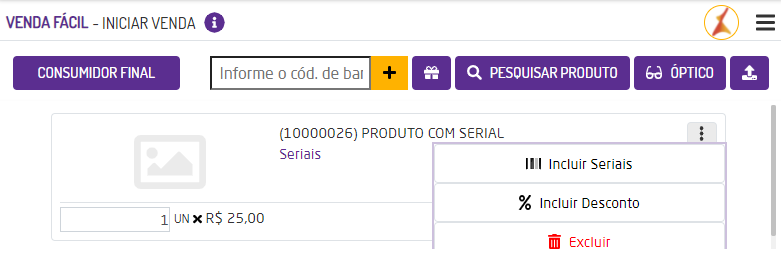 VENDA FÁCIL - INICIAR VENDA
CONSUMIDOR FINAL
Informe o cód. de bar
PESQUISAR PRODUTO
ÓPTICO
(10000026) PRODUTO COM SERIAL
Seriais
Incluir Seriais
Incluir Desconto
1 UN × R$ 25,00
Excluir